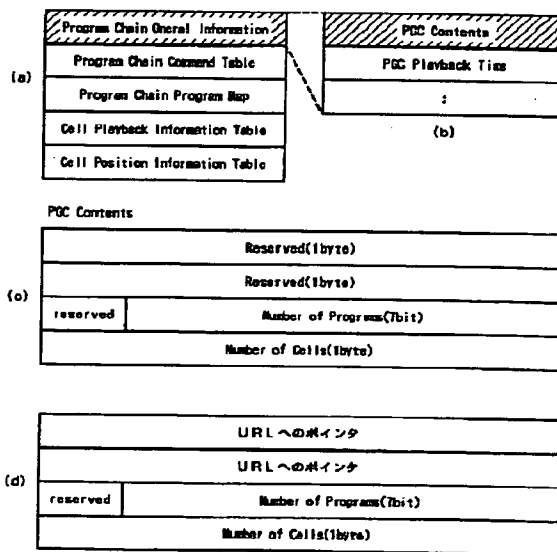 Program Chain Gneral Information
(a)
Program Chain Command Table
Program Chain Program Map
Cell Playback Information Table
Cell Position Information Table
PGC Contents
PGC Playback Time
:
(b)
PGC Contents
(c)
Reserved(1byte)
Reserved(1byte)
reserved
Number of Programs(7bit)
Number of Cells(1byte)
(d)
URLへのポインタ
URLへのポインタ
reserved
Number of Programs(7bit)
Number of Cells(1byte)